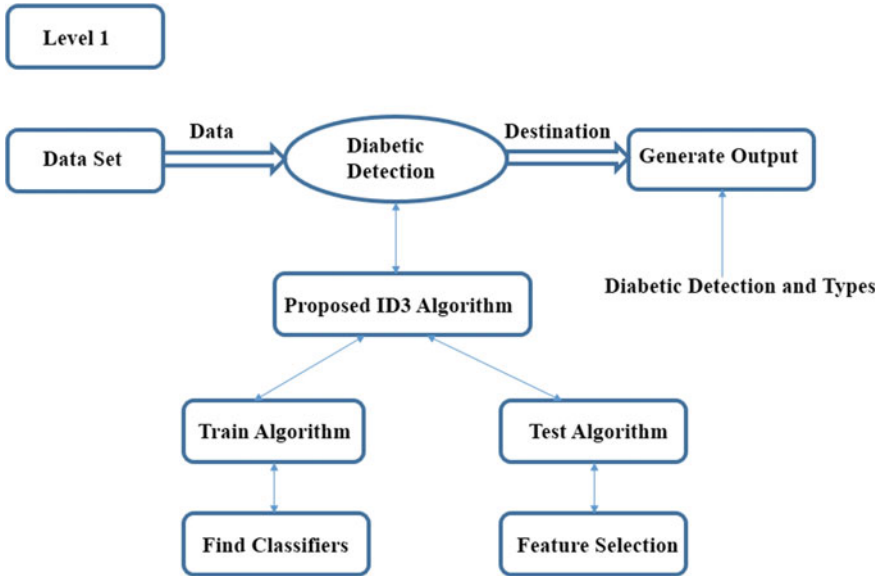 Level 1
Data
Destination
Data Set
Diabetic
Detection
Generate Output
Diabetic Detection and Types
Proposed ID3 Algorithm
Train Algorithm
Test Algorithm
Find Classifiers
Feature Selection